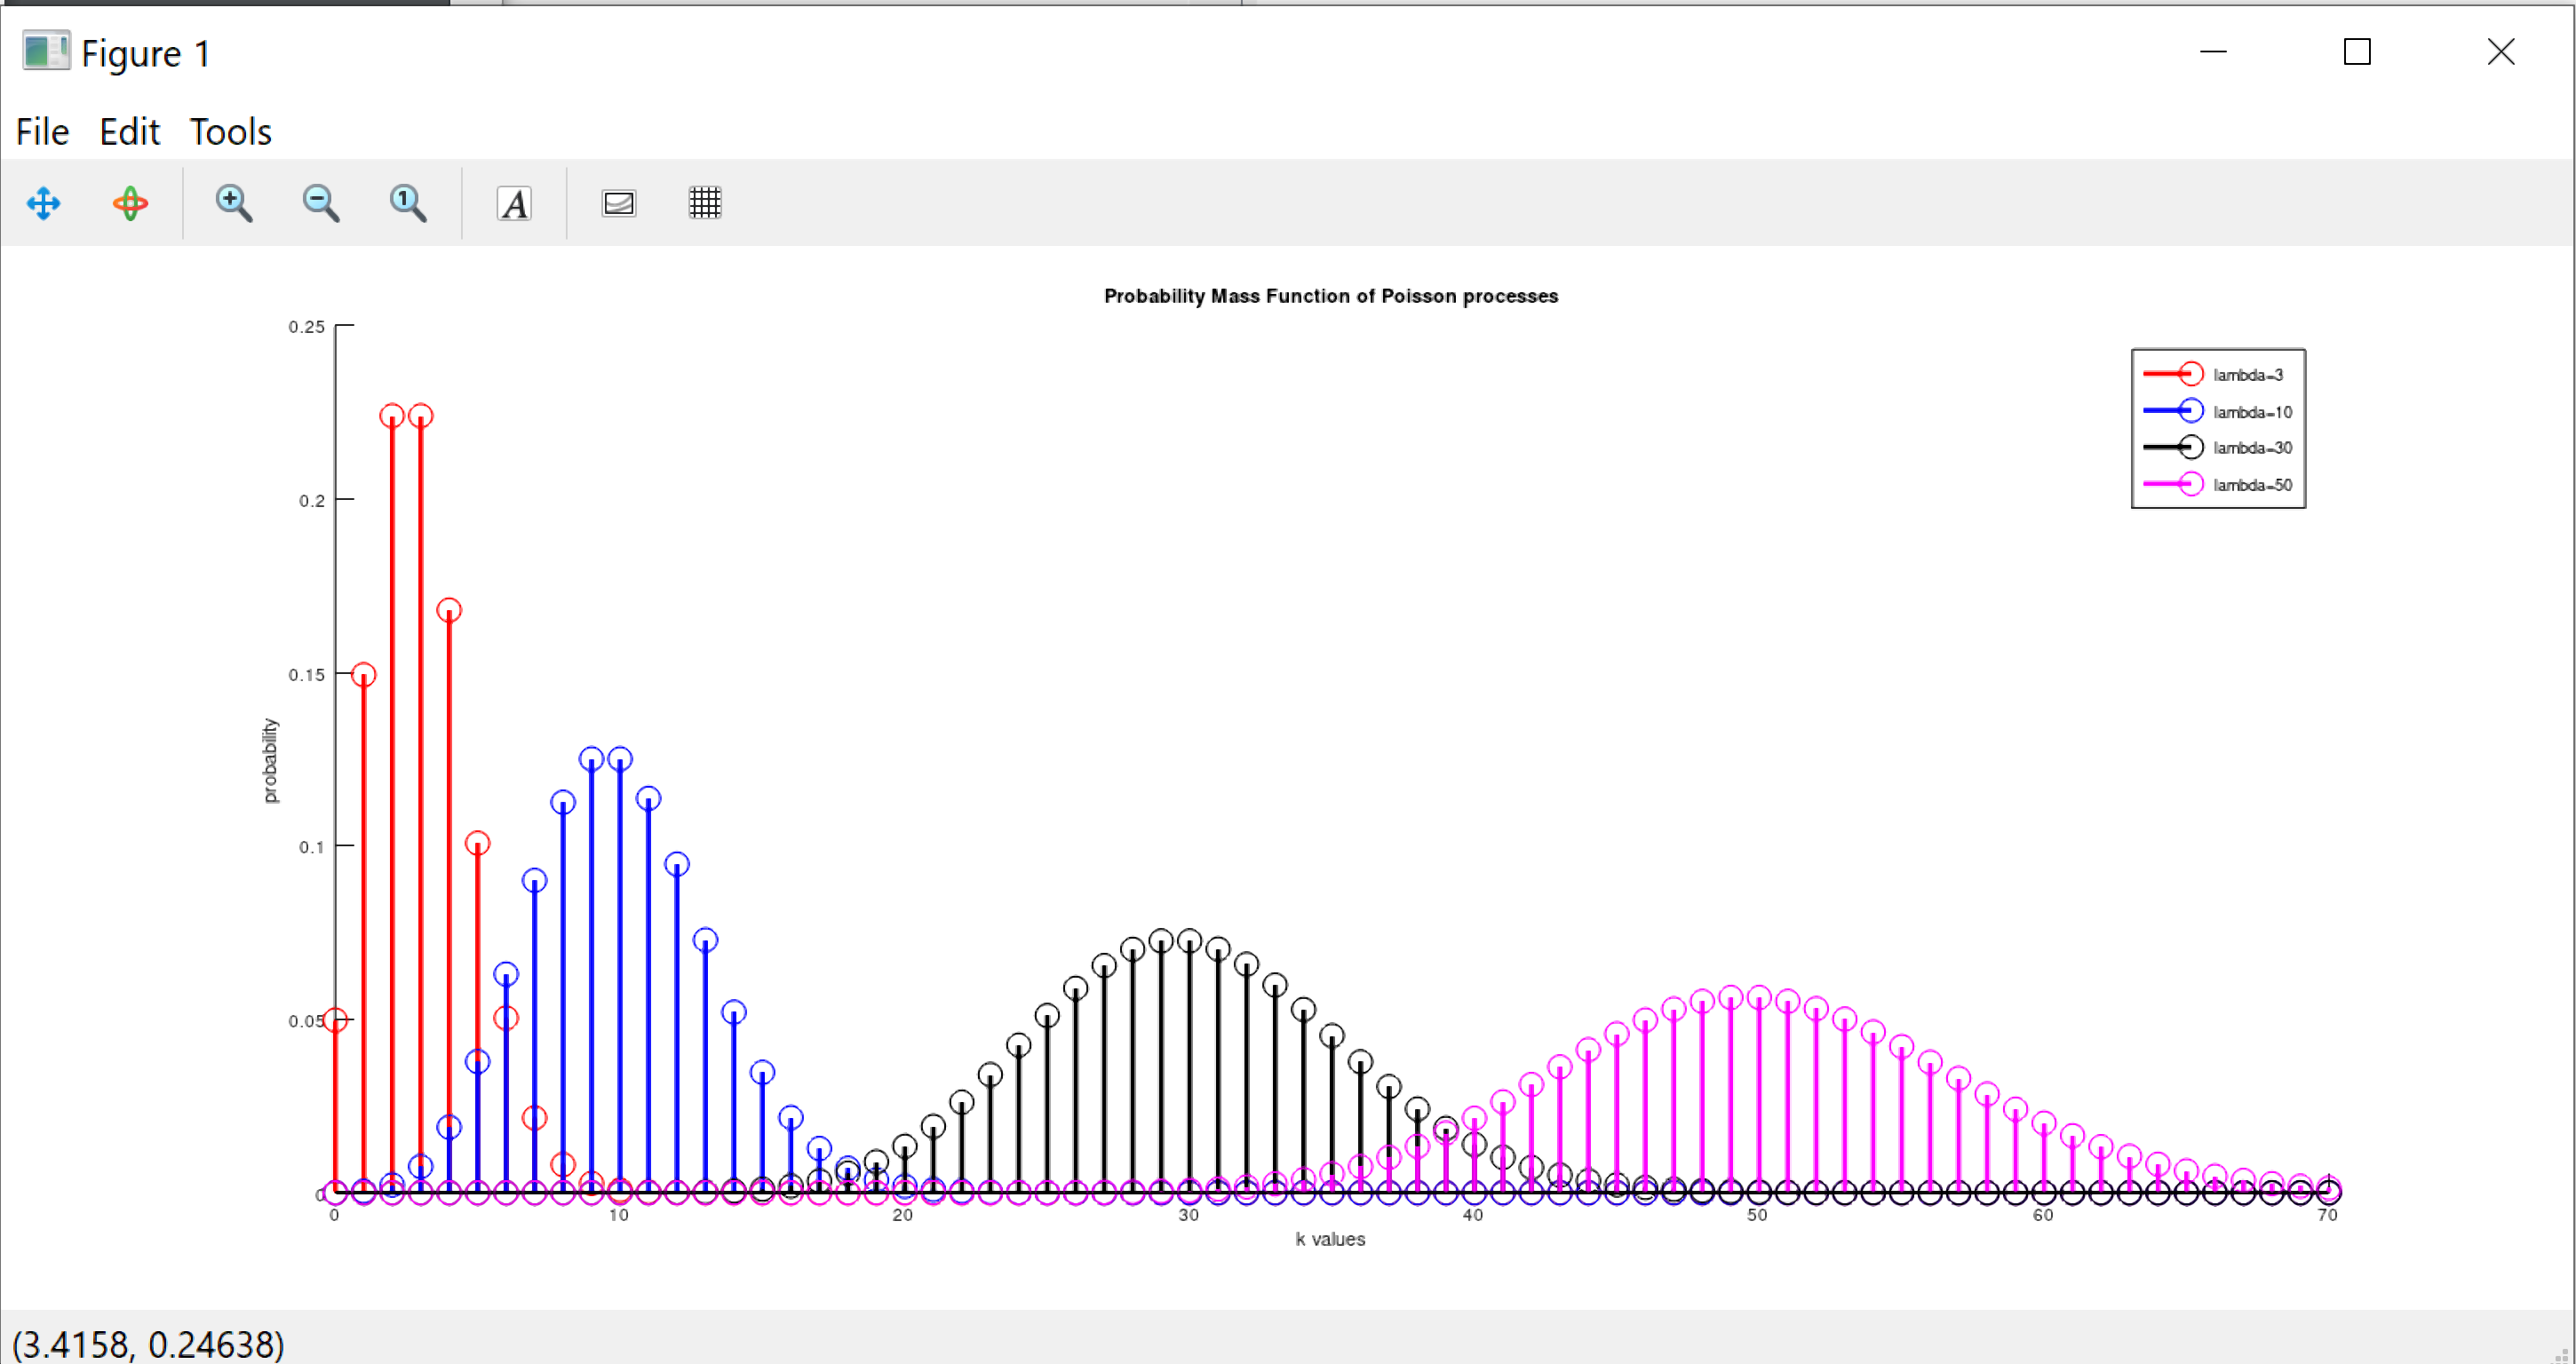 Figure 1
File Edit Tools
Probability Mass Function of Poisson processes
0.25
0.2
0.15
0.1
0.05
0
probability
lambda=3
lambda=10
lambda=30
lambda=50
0 10 20 30 40 50 60 70
k values
(3.4158, 0.24638)